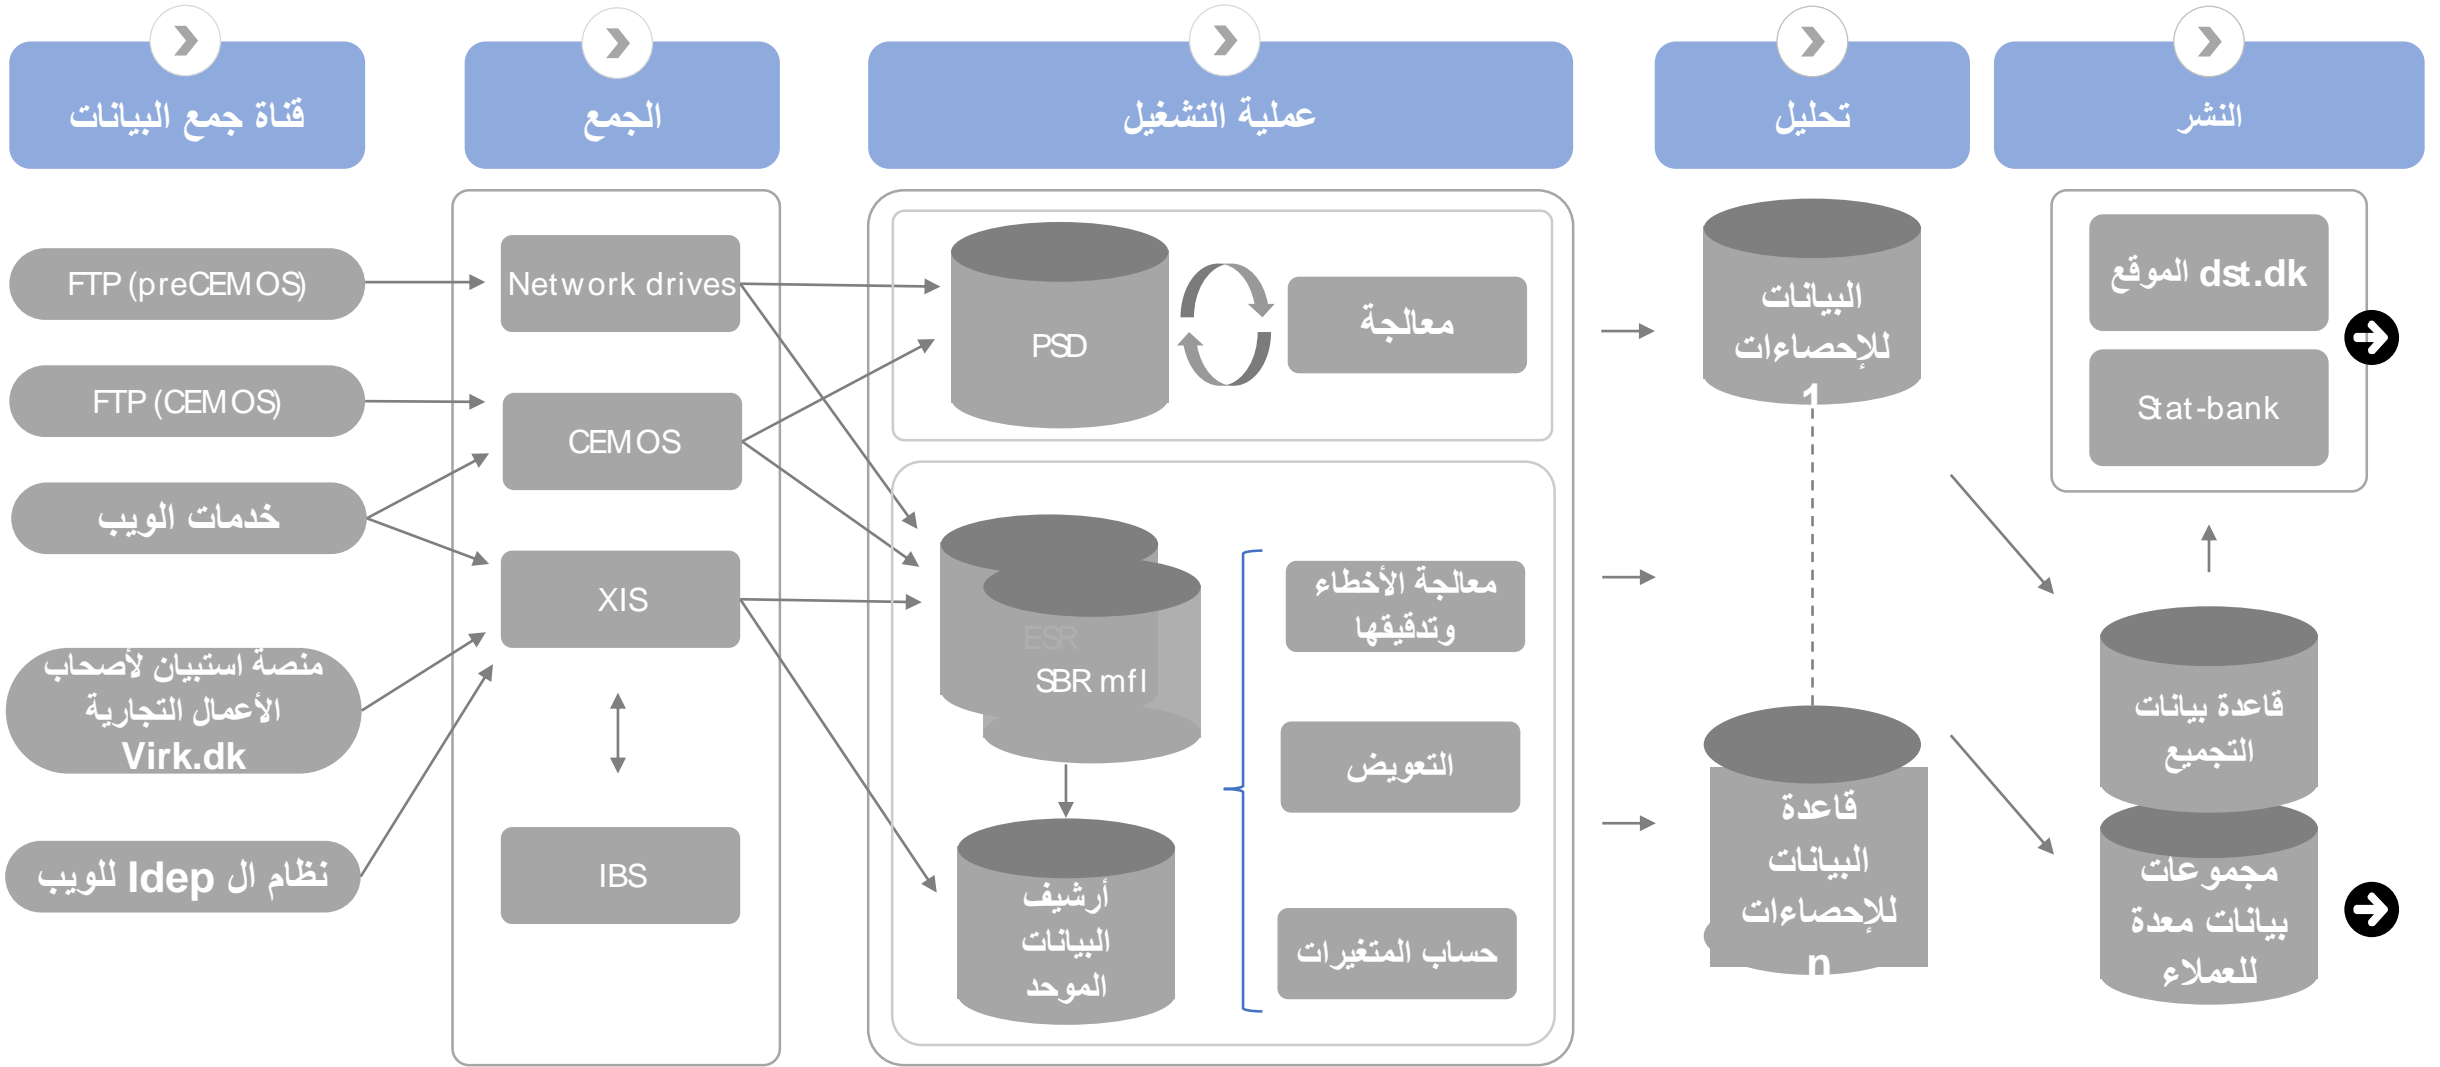 قناة جمع البيانات
الجمع
عملية التشغيل
تحليل
النشر
FTP (preCEMOS)
FTP (CEMOS)
خدمات الويب
منصة استبيان لأصحاب
الأعمال التجارية
Virk.dk
نظام ال Idep للويب
Network drives
CEMOS
XIS
IBS
PSD
معالجة
ESR
SBR mfl
أرشيف
البيانات
الموحد
معالجة الأخطاء
وتدقيقها
التعويض
حساب المتغيرات
البيانات
للإحصاءات
1
قاعدة
البيانات
للإحصاءات
n
dst.dk الموقع
Stat-bank
قاعدة بيانات
التجميع
مجموعات
بيانات معدة
للعملاء